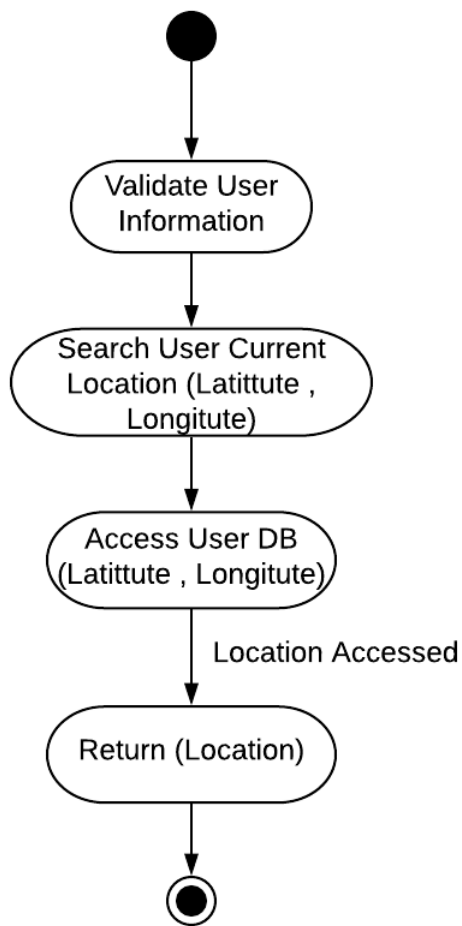 Validate User
Information
Search User Current
Location (Latittute ,
Longitute)
Access User DB
(Latittute , Longitute)
Location Accessed
Return (Location)